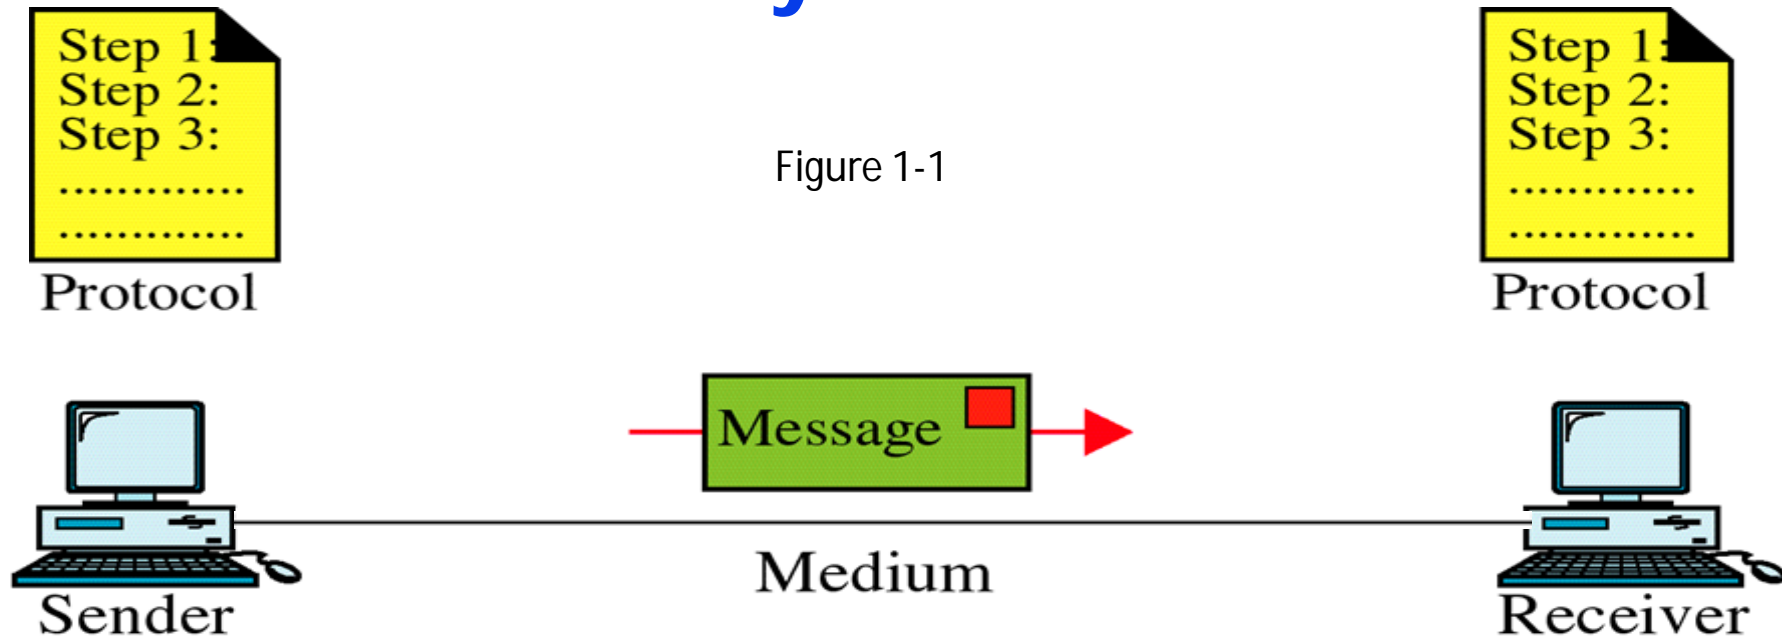 Step 1:
Step 2:
Step 3:
.............
.............
Protocol
Figure 1-1
Step 1:
Step 2:
Step 3:
.............
.............
Protocol
Message
Medium
Sender
Receiver